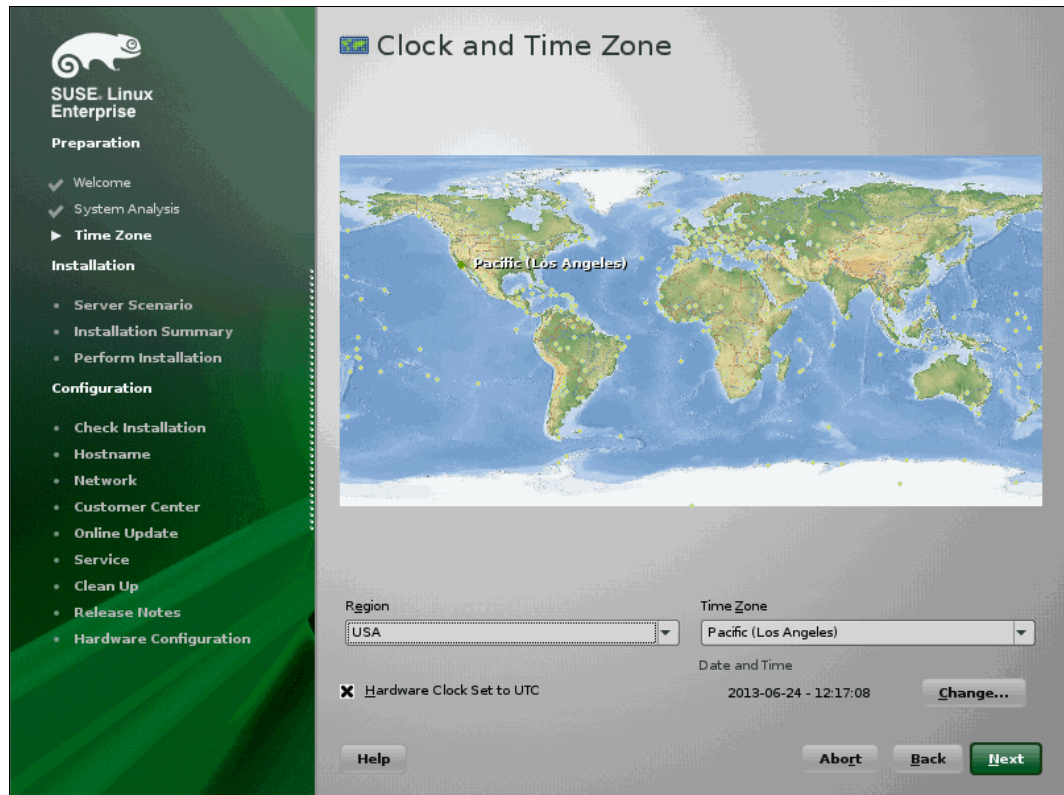 SUSE. Linux
Enterprise
Preparation
Welcome
System Analysis
Time Zone
Installation
Server Scenario
Installation Summary
Perform Installation
Configuration
Check Installation
Hostname
Network
Customer Center
Online Update
Service
Clean Up
Release Notes
Hardware Configuration
Clock and Time Zone
Pacific (Los Angeles)
Region
USA
Time Zone
Pacific (Los Angeles)
Hardware Clock Set to UTC
Date and Time
2013-06-24 - 12:17:08
Change...
Help
Abort
Back
Next